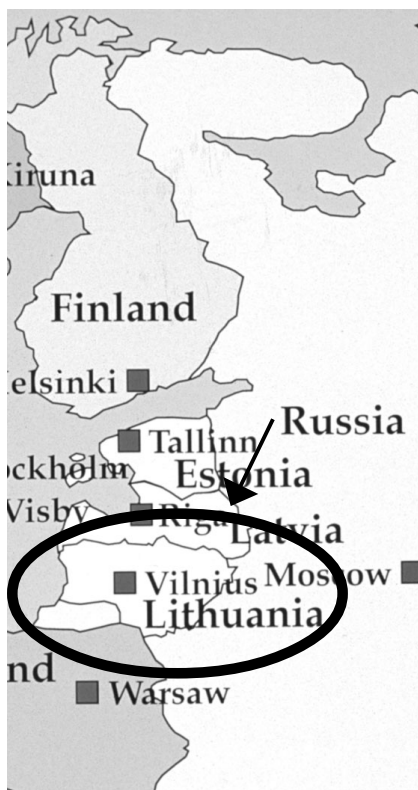 iruna
Finland
elsinki
Russia
Tallinn
ockholm
Estonia
Visby
Riga
Latvia
Vilnius
Moscow
Lithuania
nd
Warsaw